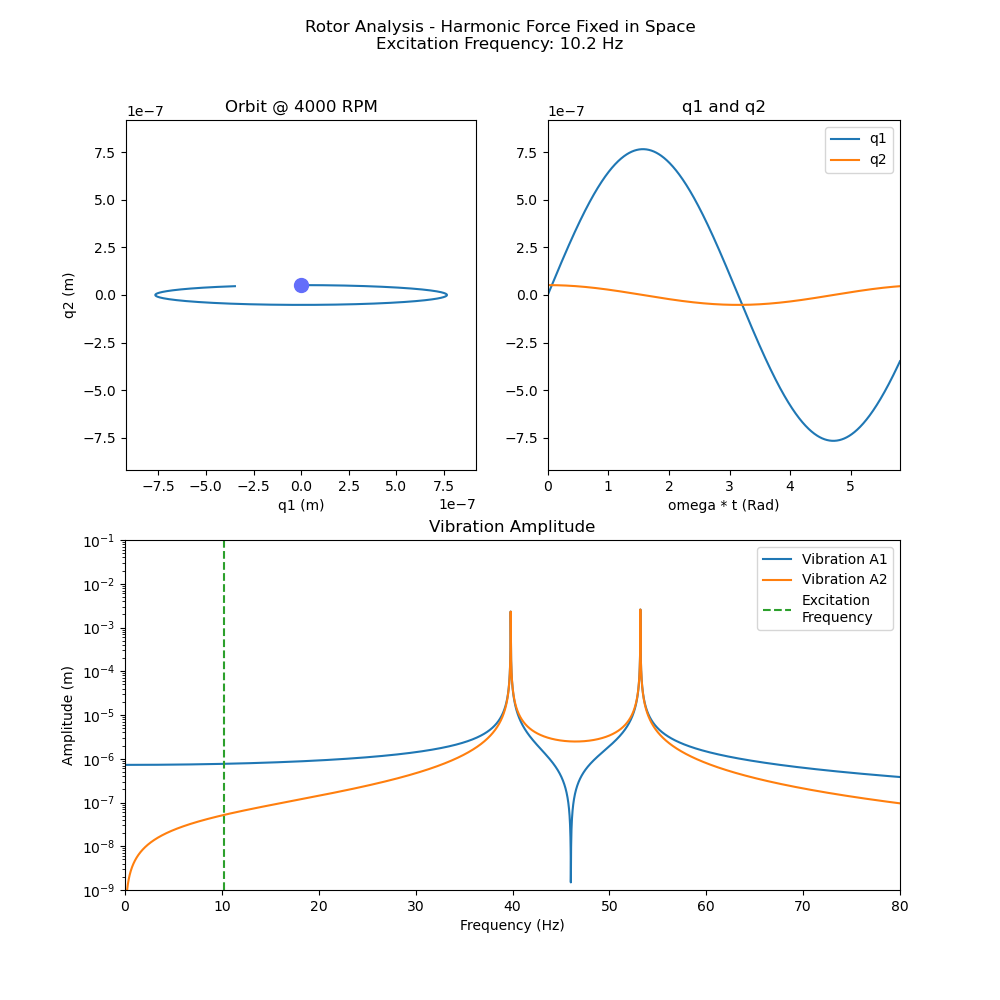 Rotor Analysis - Harmonic Force Fixed in Space
Excitation Frequency: 10.2 Hz
1e−7
Orbit @ 4000 RPM
7.5
5.0
2.5
0.0
−2.5
−5.0
−7.5
q2 (m)
−7.5 −5.0 −2.5 0.0 2.5 5.0 7.5
q1 (m)
1e−7
1e−7
q1 and q2
q1
q2
7.5
5.0
2.5
0.0
−2.5
−5.0
−7.5
0 1 2 3 4 5
omega * t (Rad)
Vibration Amplitude
Vibration A1
Vibration A2
Excitation
Frequency
10⁻¹
10⁻²
10⁻³
10⁻⁴
10⁻⁵
10⁻⁶
10⁻⁷
10⁻⁸
10⁻⁹
Amplitude (m)
0 10 20 30 40 50 60 70 80
Frequency (Hz)